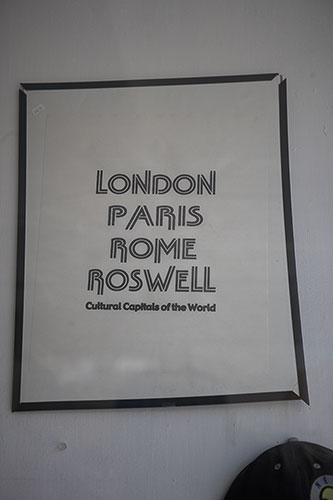 LONDON
PARIS
ROME
ROSWELL
Cultural Capitals of the World